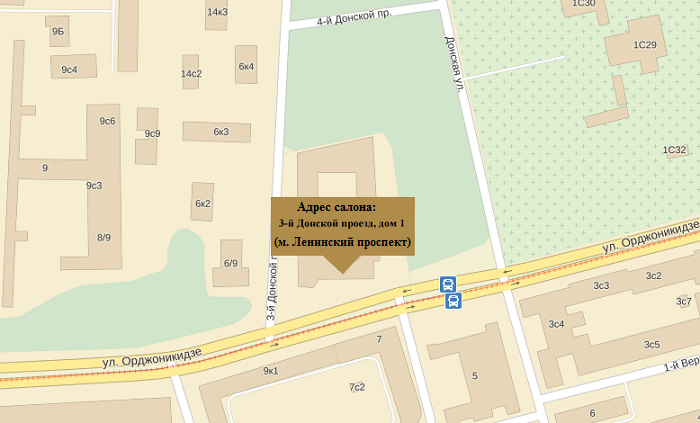 14к3
1С30
4-й Донской пр.
9Б
1С29
Донская ул.
9с4
14с2
6к4
9с6
9с9
6к3
1С32
9
9с3
6к2
Адрес салона:
3-й Донской проезд, дом 1
(м. Ленинский проспект)
8/9
6/9
3-й Донской
ул. Орджоникидзе
3с2
3с3
3с7
3с4
3с5
ул. Орджоникидзе
7
9к1
7с2
5
1-й Вер
6